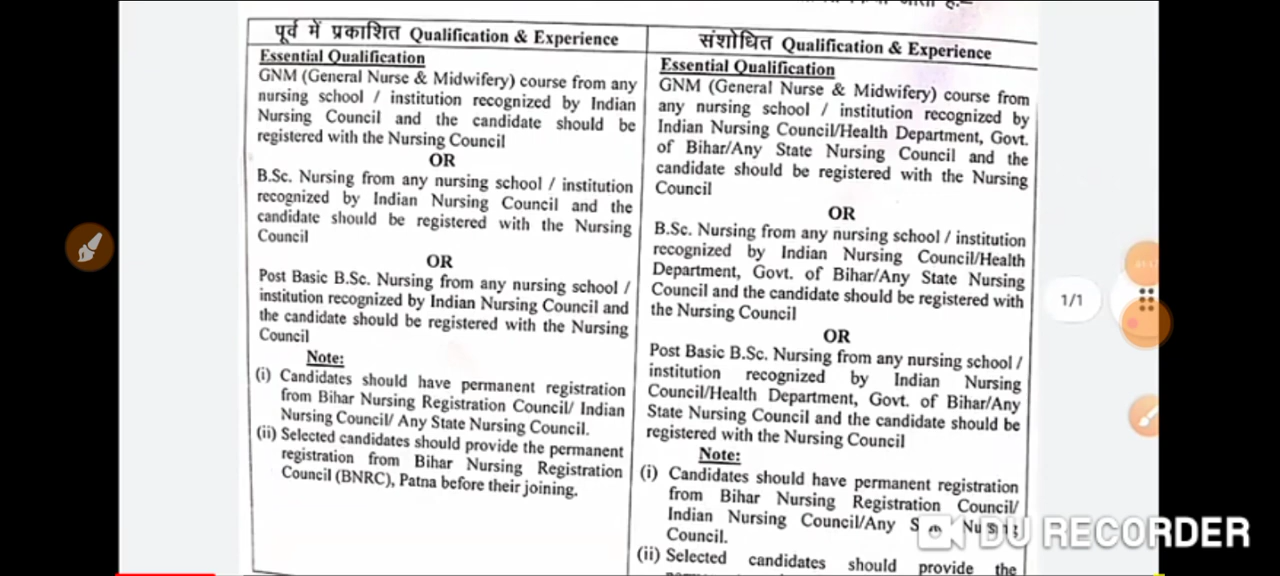 पूर्व में प्रकाशित Qualification & Experience
Essential Qualification
GNM (General Nurse & Midwifery) course from any
nursing school / institution recognized by Indian
Nursing Council and the candidate should be
registered with the Nursing Council
OR
B.Sc. Nursing from any nursing school / institution
recognized by Indian Nursing Council and the
candidate should be registered with the Nursing
Council
OR
Post Basic B.Sc. Nursing from any nursing school /
institution recognized by Indian Nursing Council and
the candidate should be registered with the Nursing
Council
Note:
(i) Candidates should have permanent registration
from Bihar Nursing Registration Council/ Indian
Nursing Council/ Any State Nursing Council.
(ii) Selected candidates should provide the permanent
registration from Bihar Nursing Registration
Council (BNRC), Patna before their joining.
संशोधित Qualification & Experience
Essential Qualification
GNM (General Nurse & Midwifery) course from
any nursing school / institution recognized by
Indian Nursing Council/Health Department, Govt.
of Bihar/Any State Nursing Council and the
candidate should be registered with the Nursing
Council
OR
B.Sc. Nursing from any nursing school / institution
recognized by Indian Nursing Council/Health
Department, Govt. of Bihar/Any State Nursing
Council and the candidate should be registered with
the Nursing Council
OR
Post Basic B.Sc. Nursing from any nursing school /
institution recognized by Indian Nursing
Council/Health Department, Govt. of Bihar/Any
State Nursing Council and the candidate should be
registered with the Nursing Council
Note:
(i) Candidates should have permanent registration
from Bihar Nursing Registration Council/
Indian Nursing Council/Any
Council.
(ii) Selected candidates should provide the
1/1
DU RECORDER